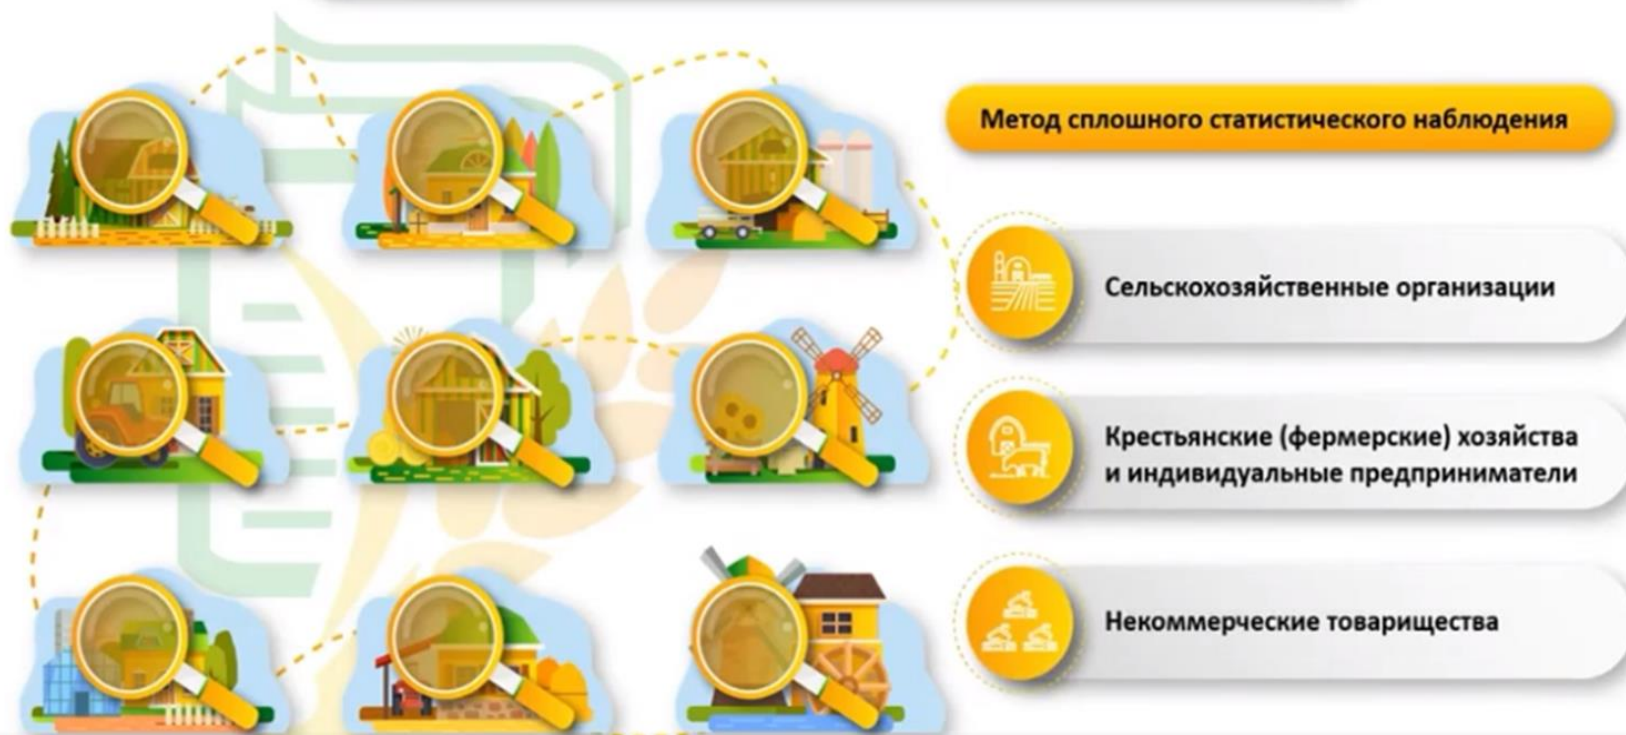 Метод сплошного статистического наблюдения
Сельскохозяйственные организации
Крестьянские (фермерские) хозяйства
и индивидуальные предприниматели
Некоммерческие товарищества